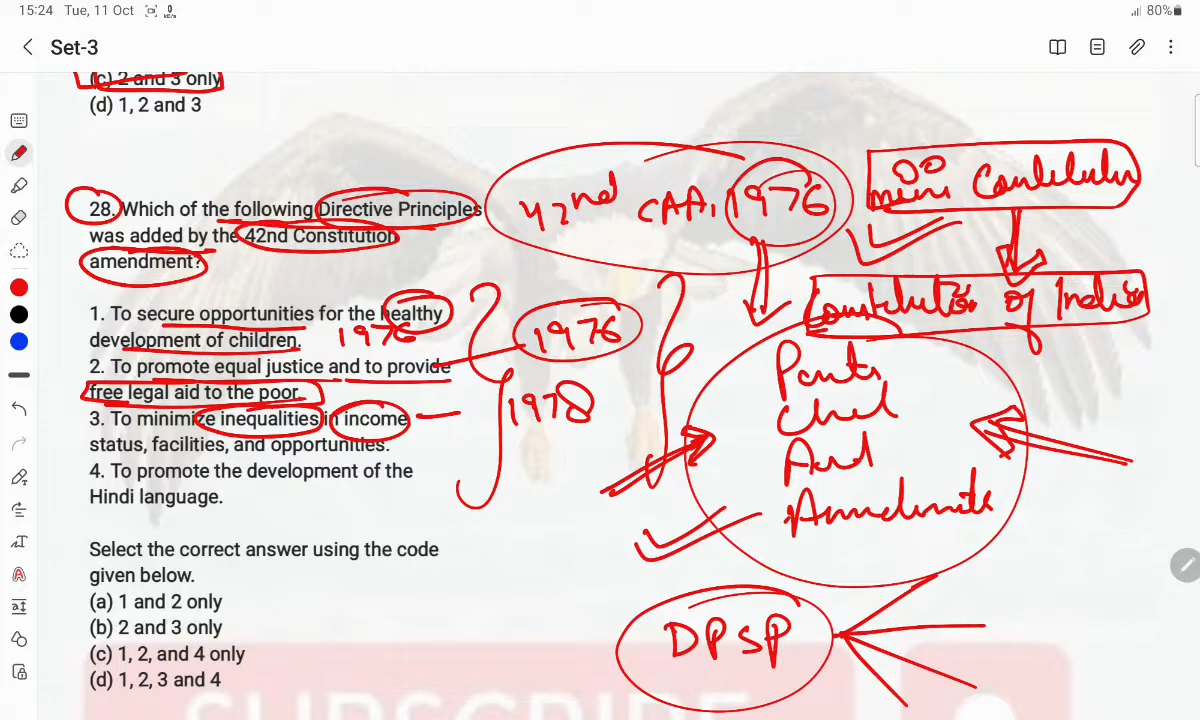 15:24 Tue, 11 Oct 80%
Set-3
(c) 2 and 3 only
(d) 1, 2 and 3
28. Which of the following Directive Principles
was added by the 42nd Constitution
amendment?
42nd CAA, 1976
mini
of India
1. To secure opportunities for the healthy
development of children.
1976
2. To promote equal justice and to provide
free legal aid to the poor.
3. To minimize inequalities in income
status, facilities, and opportunities.
4. To promote the development of the
Hindi language.
1976
1978
Parts
Select the correct answer using the code
given below.
(a) 1 and 2 only
(b) 2 and 3 only
(c) 1, 2, and 4 only
(d) 1, 2, 3 and 4
DPSP
SUBSCRIBE